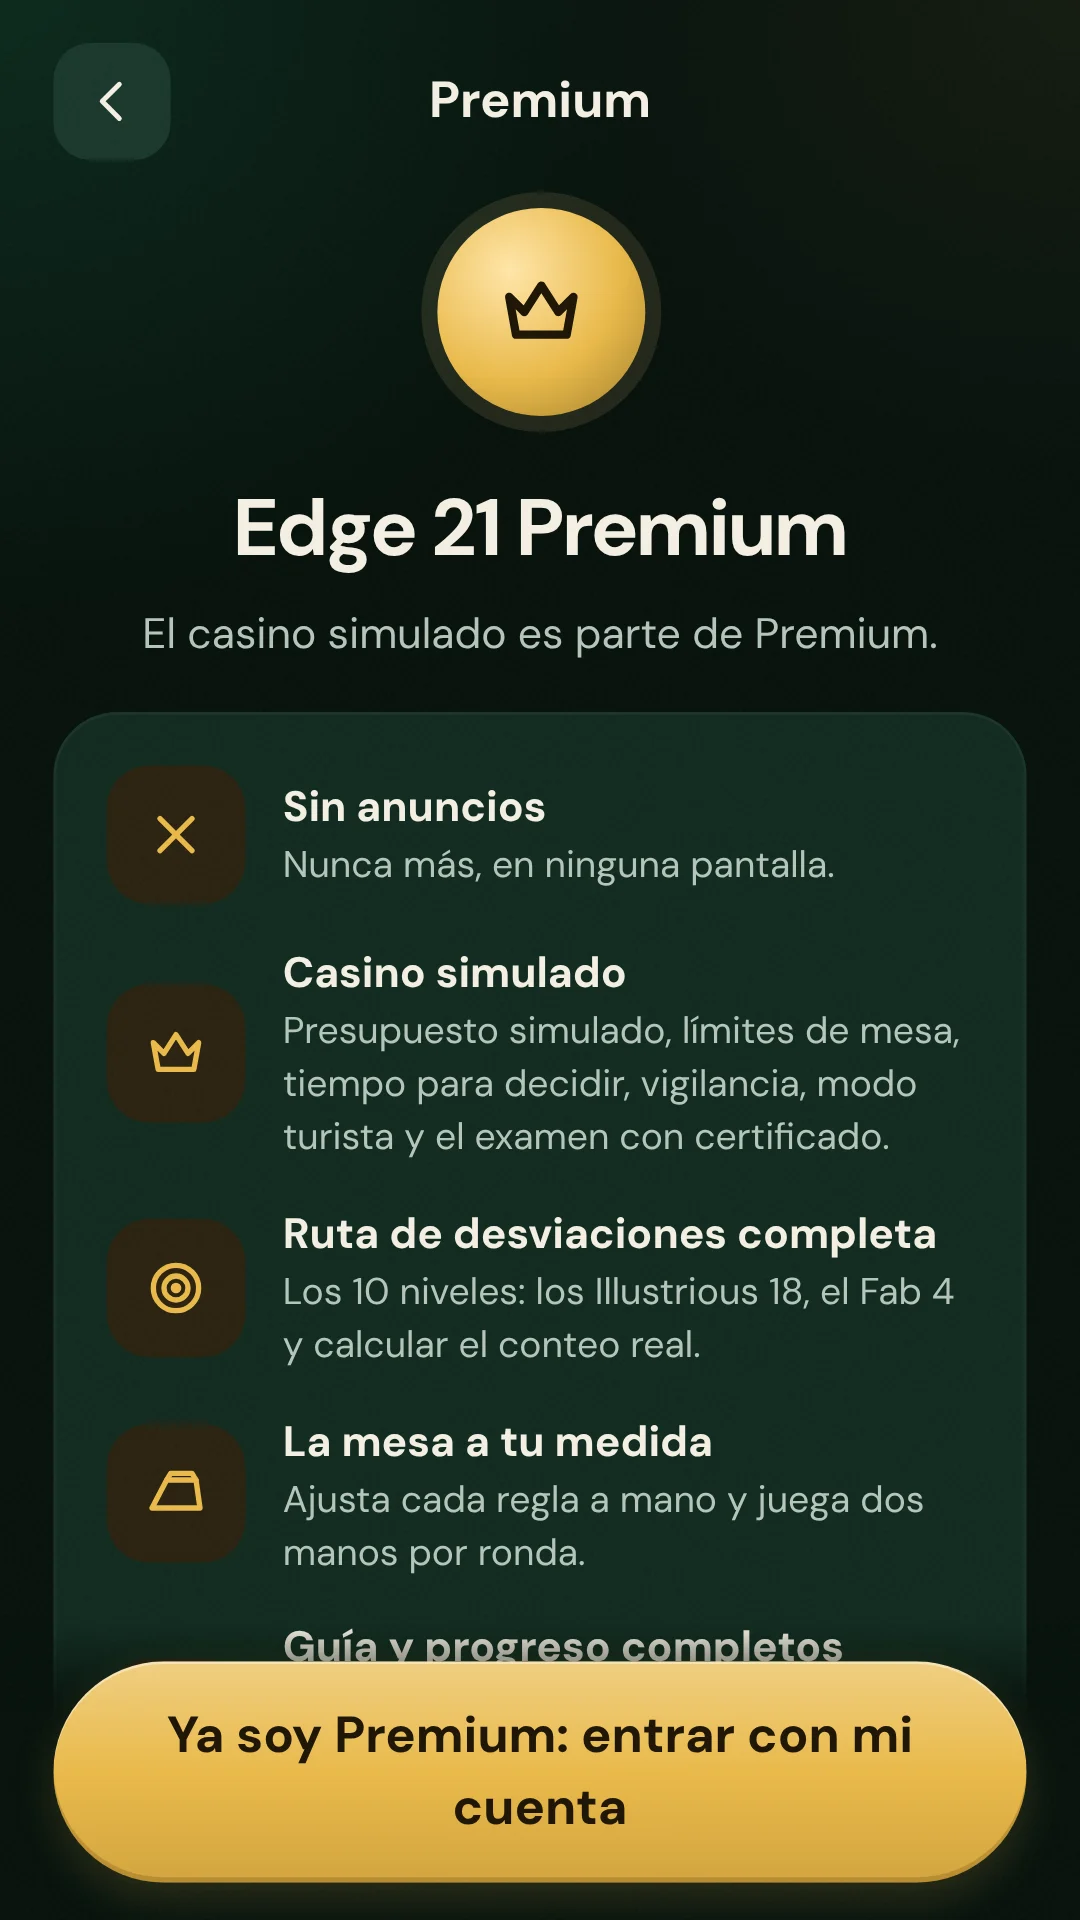 Premium
Edge 21 Premium
El casino simulado es parte de Premium.
Sin anuncios
Nunca más, en ninguna pantalla.
Casino simulado
Presupuesto simulado, límites de mesa,
tiempo para decidir, vigilancia, modo
turista y el examen con certificado.
Ruta de desviaciones completa
Los 10 niveles: los Illustrious 18, el Fab 4
y calcular el conteo real.
La mesa a tu medida
Ajusta cada regla a mano y juega dos
manos por ronda.
Guía y progreso completos
Ya soy Premium: entrar con mi
cuenta